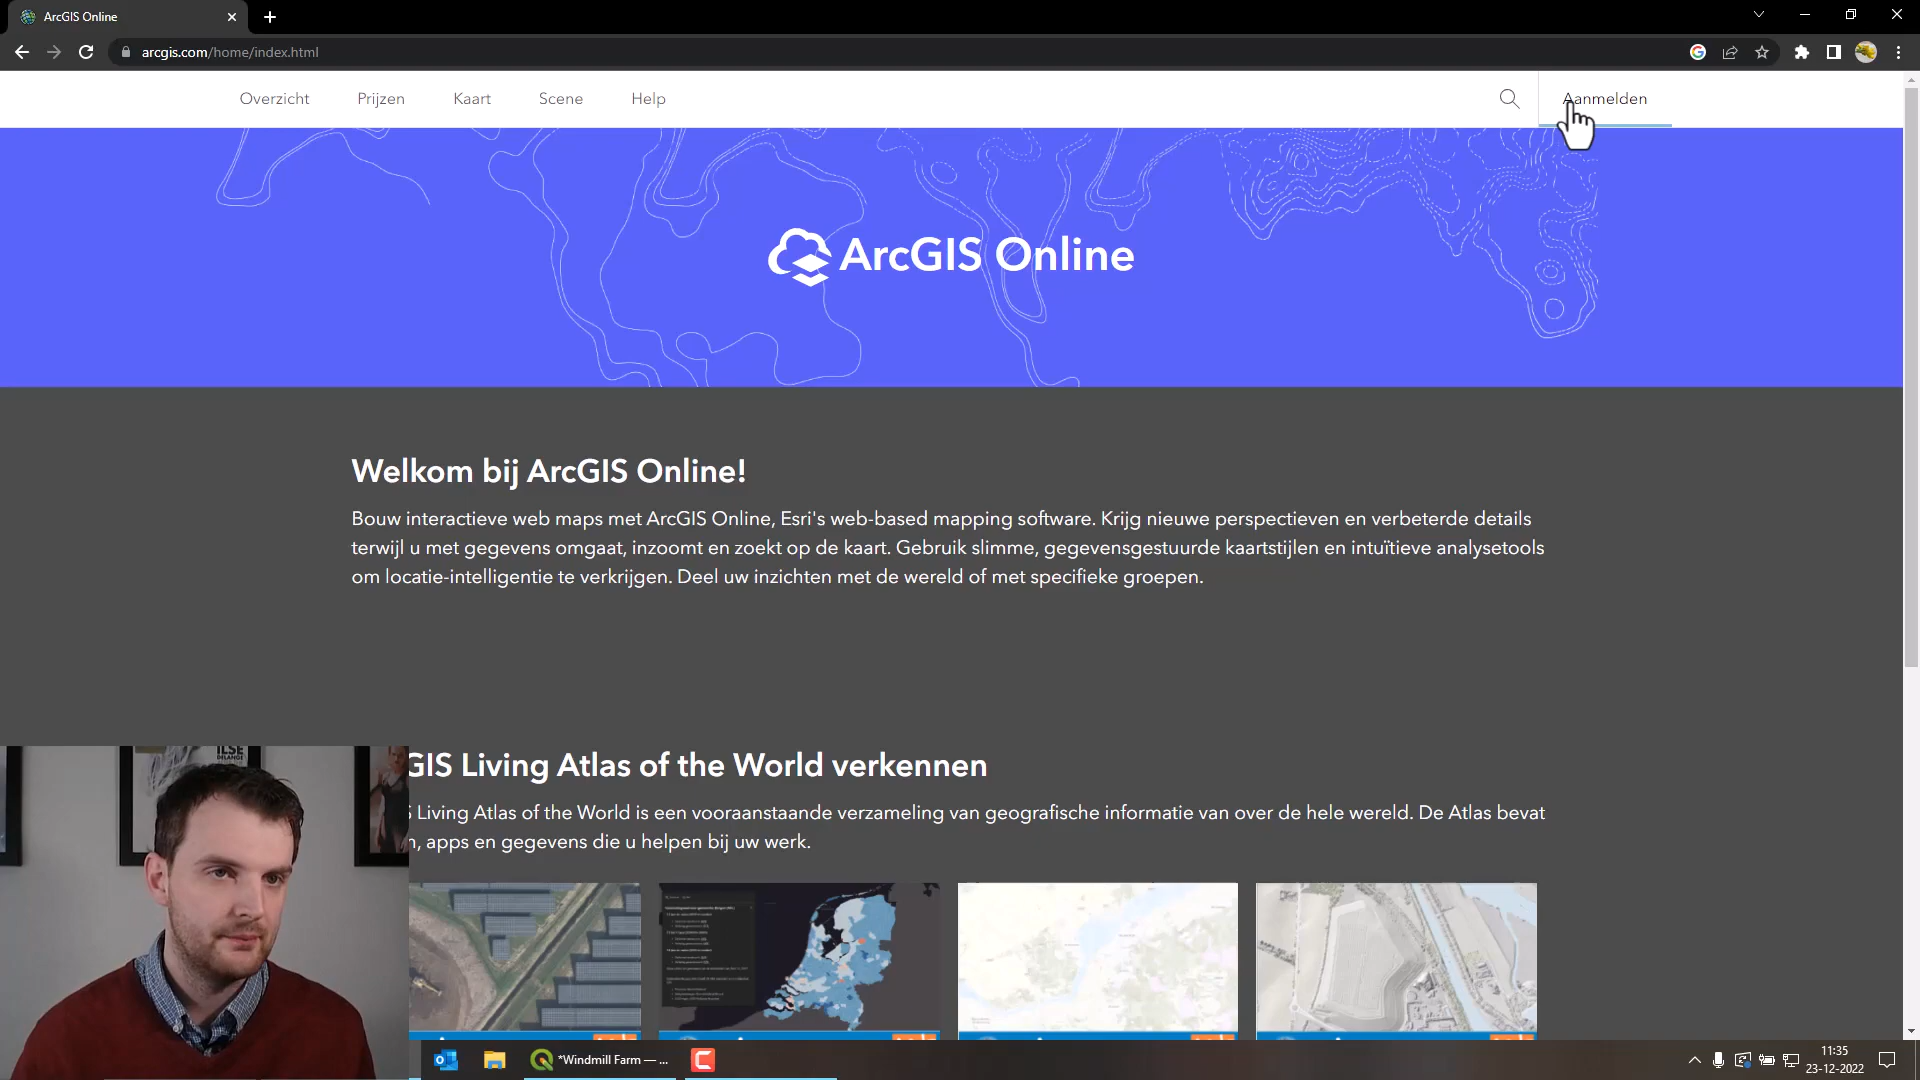 ArcGIS Online
arcgis.com/home/index.html
Overzicht Prijzen Kaart Scene Help Aanmelden
ArcGIS Online
Welkom bij ArcGIS Online!
Bouw interactieve web maps met ArcGIS Online, Esri's web-based mapping software. Krijg nieuwe perspectieven en verbeterde details
terwijl u met gegevens omgaat, inzoomt en zoekt op de kaart. Gebruik slimme, gegevensgestuurde kaartstijlen en intuïtieve analysetools
om locatie-intelligentie te verkrijgen. Deel uw inzichten met de wereld of met specifieke groepen.
GIS Living Atlas of the World verkennen
Living Atlas of the World is een vooraanstaande verzameling van geografische informatie van over de hele wereld. De Atlas bevat
apps en gegevens die u helpen bij uw werk.
ILSE
DELANGE
*Windmill Farm — ...
11:35
23-12-2022